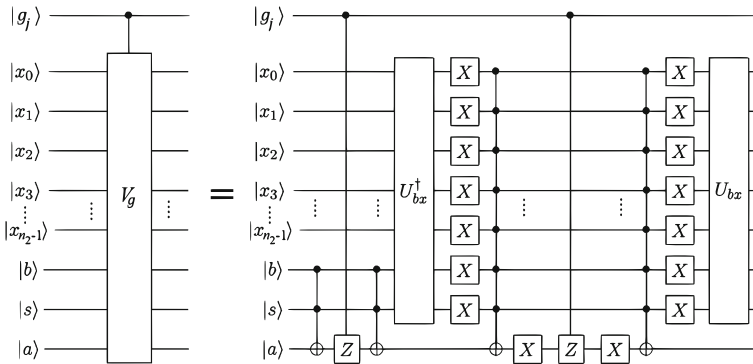 |g_j⟩ |g_j⟩
|x_0⟩ |x_0⟩ X X
|x_1⟩ |x_1⟩ X X
|x_2⟩ |x_2⟩ X X
|x_3⟩ V_g = |x_3⟩ U_{bx}^† X X U_{bx}
|x_{n_2-1}⟩ |x_{n_2-1}⟩ X X
|b⟩ |b⟩ X X
|s⟩ |s⟩ X X
|a⟩ |a⟩ Z X Z X